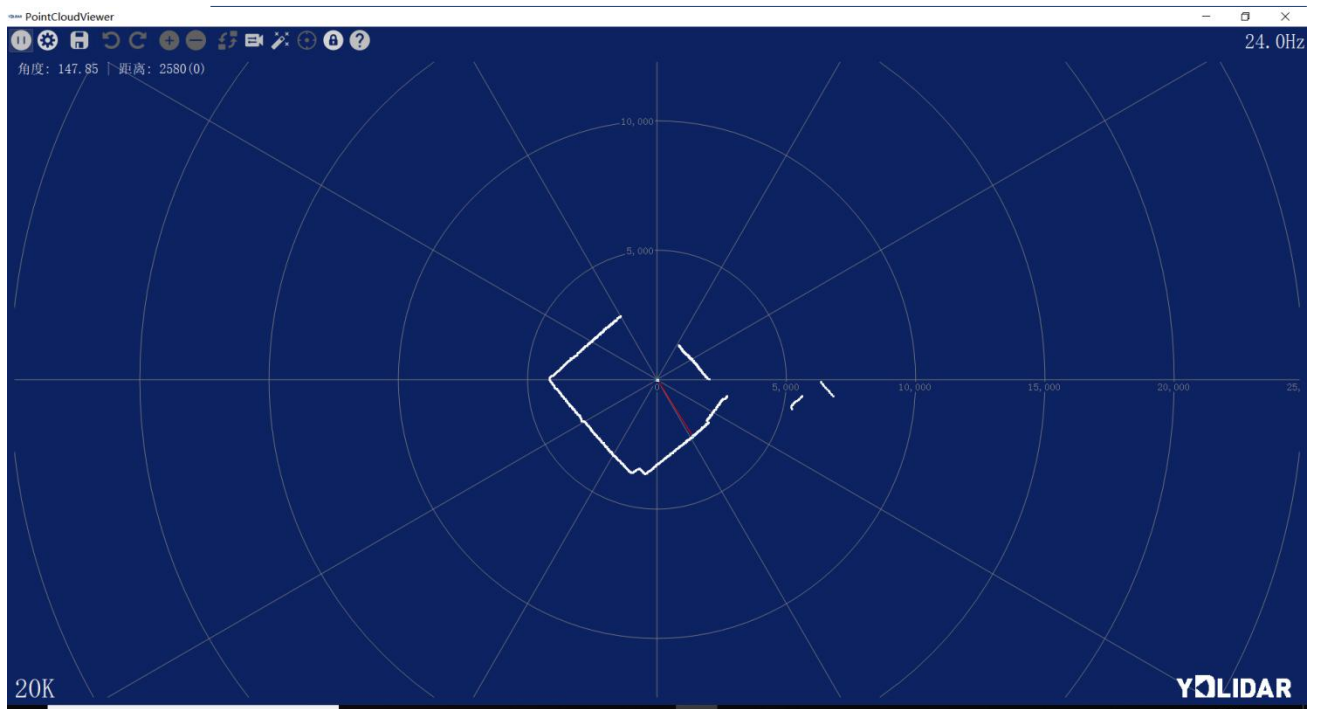 PointCloudViewer
24.0Hz
角度: 147.85 | 距离: 2580(0)
10,000
5,000
0
5,000
10,000
15,000
20,000
25,
20K
YDLIDAR